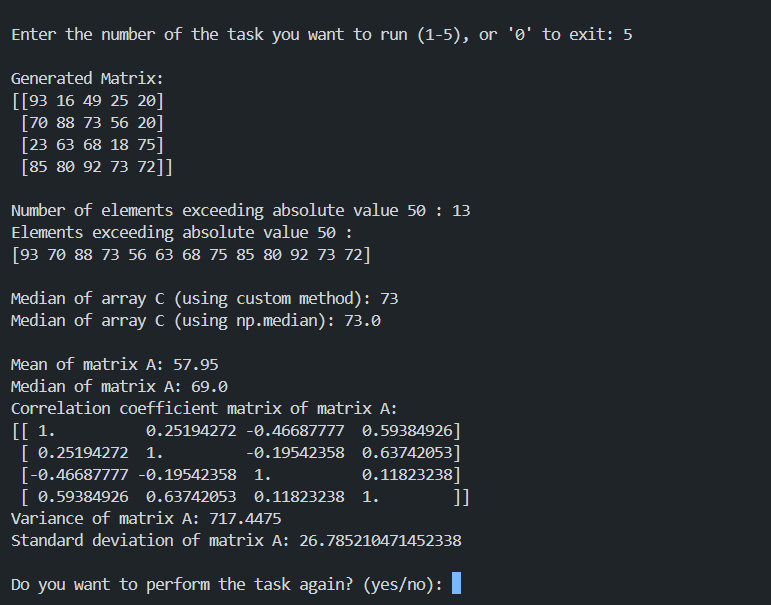 Enter the number of the task you want to run (1-5), or '0' to exit: 5
Generated Matrix:
[[93 16 49 25 20]
 [70 88 73 56 20]
 [23 63 68 18 75]
 [85 80 92 73 72]]
Number of elements exceeding absolute value 50 : 13
Elements exceeding absolute value 50 :
[93 70 88 73 56 63 68 75 85 80 92 73 72]
Median of array C (using custom method): 73
Median of array C (using np.median): 73.0
Mean of matrix A: 57.95
Median of matrix A: 69.0
Correlation coefficient matrix of matrix A:
[[ 1.          0.25194272 -0.46687777  0.59384926]
 [ 0.25194272  1.         -0.19542358  0.63742053]
 [-0.46687777 -0.19542358  1.          0.11823238]
 [ 0.59384926  0.63742053  0.11823238  1.        ]]
Variance of matrix A: 717.4475
Standard deviation of matrix A: 26.785210471452338
Do you want to perform the task again? (yes/no):